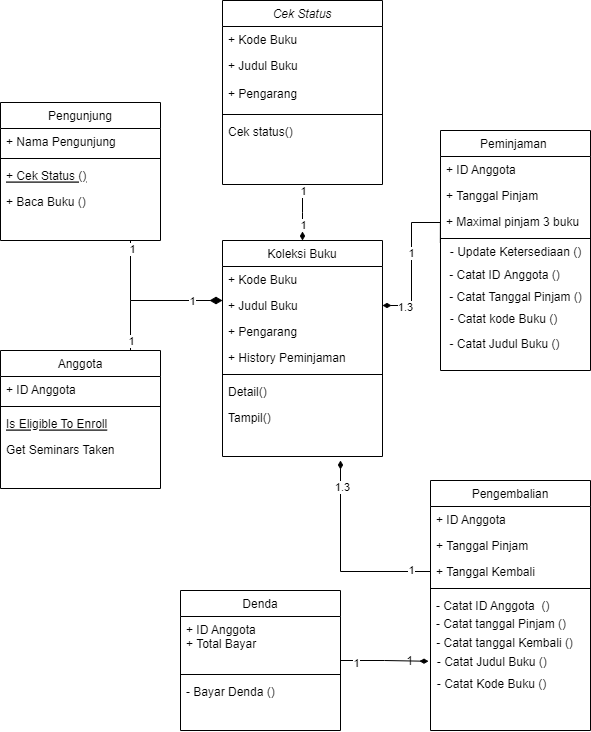 Cek Status
+ Kode Buku
+ Judul Buku
+ Pengarang
Cek status()
1
1
Pengunjung
+ Nama Pengunjung
+ Cek Status ()
+ Baca Buku ()
1
1
1
Anggota
+ ID Anggota
Is Eligible To Enroll
Get Seminars Taken
Koleksi Buku
+ Kode Buku
+ Judul Buku
+ Pengarang
+ History Peminjaman
Detail()
Tampil()
1
1.3
Peminjaman
+ ID Anggota
+ Tanggal Pinjam
+ Maximal pinjam 3 buku
- Update Ketersediaan ()
- Catat ID Anggota ()
- Catat Tanggal Pinjam ()
- Catat kode Buku ()
- Catat Judul Buku ()
1.3
1
Pengembalian
+ ID Anggota
+ Tanggal Pinjam
+ Tanggal Kembali
- Catat ID Anggota ()
- Catat tanggal Pinjam ()
- Catat tanggal Kembali ()
- Catat Judul Buku ()
- Catat Kode Buku ()
Denda
+ ID Anggota
+ Total Bayar
- Bayar Denda ()
1
1